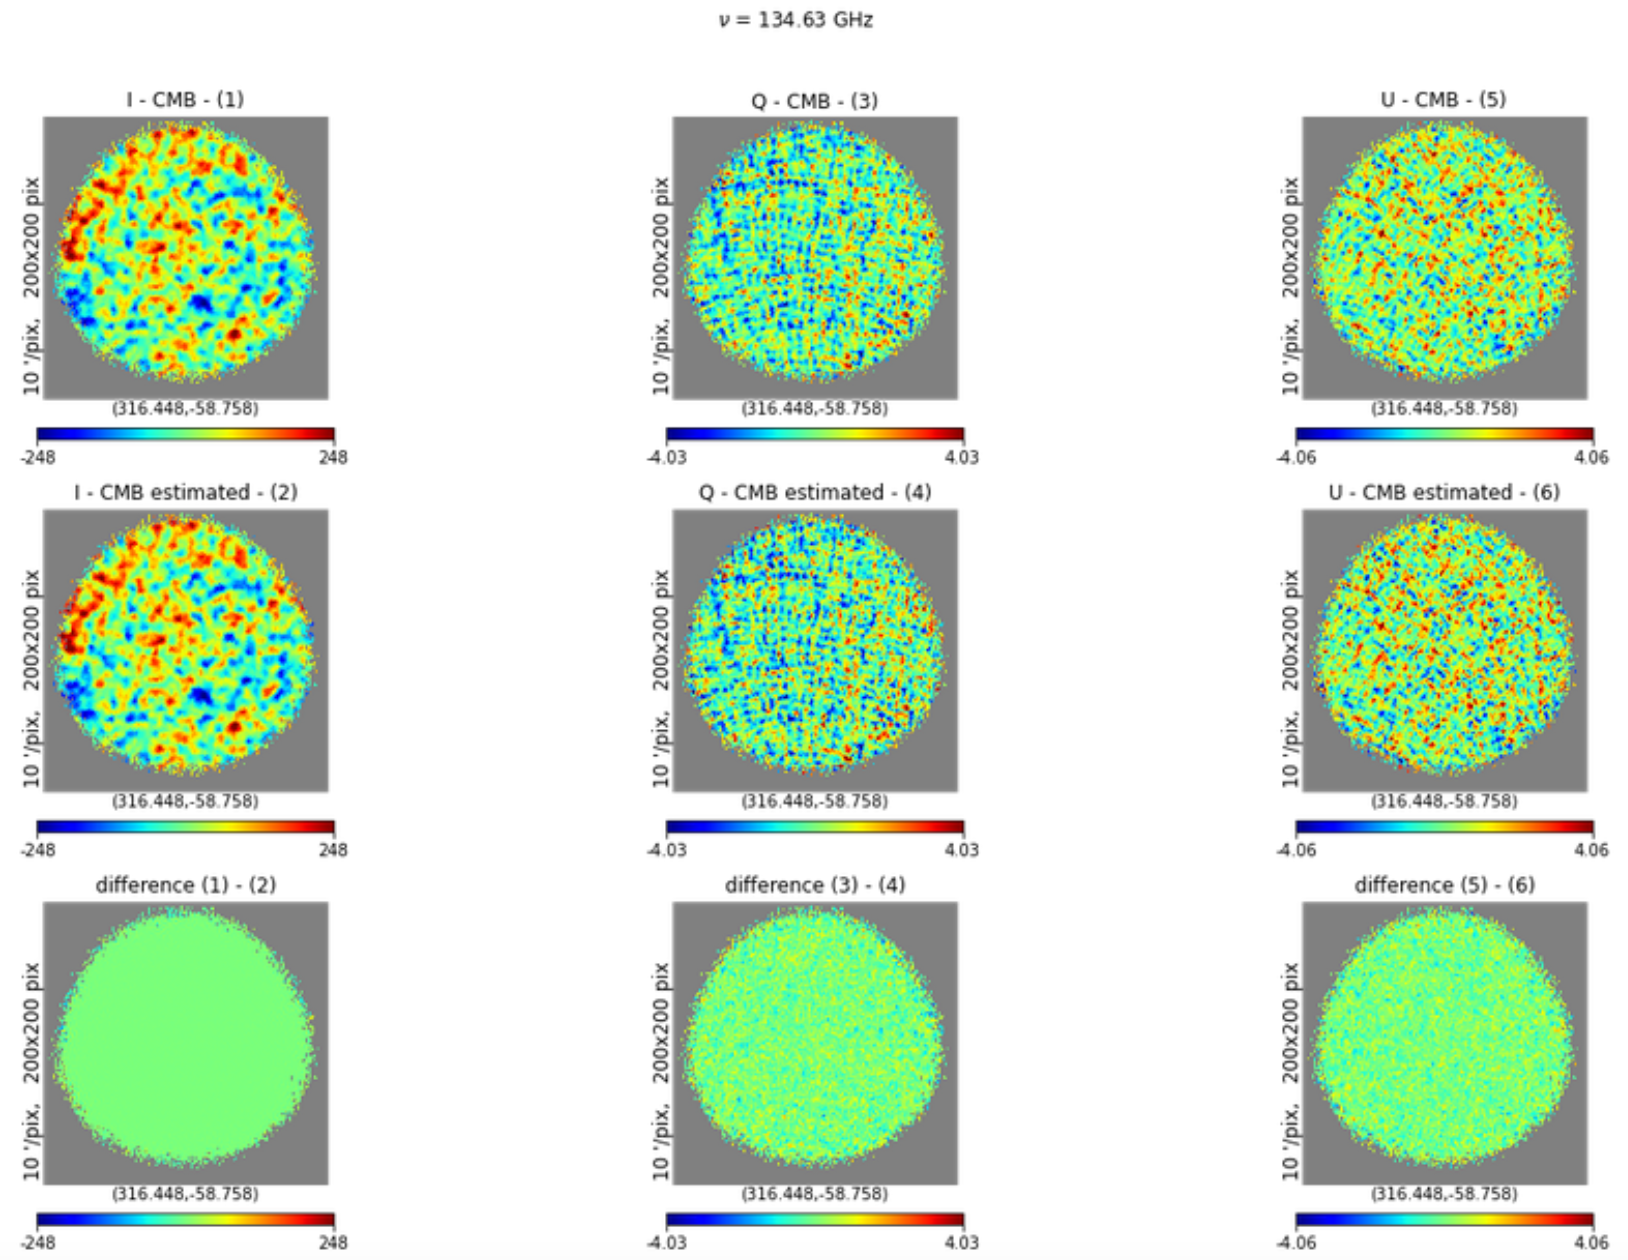 ν = 134.63 GHz
I - CMB - (1)
Q - CMB - (3)
U - CMB - (5)
10 '/pix, 200x200 pix
10 '/pix, 200x200 pix
10 '/pix, 200x200 pix
(316.448,-58.758)
(316.448,-58.758)
(316.448,-58.758)
-248 248
-4.03 4.03
-4.06 4.06
I - CMB estimated - (2)
Q - CMB estimated - (4)
U - CMB estimated - (6)
10 '/pix, 200x200 pix
10 '/pix, 200x200 pix
10 '/pix, 200x200 pix
(316.448,-58.758)
(316.448,-58.758)
(316.448,-58.758)
-248 248
-4.03 4.03
-4.06 4.06
difference (1) - (2)
difference (3) - (4)
difference (5) - (6)
10 '/pix, 200x200 pix
10 '/pix, 200x200 pix
10 '/pix, 200x200 pix
(316.448,-58.758)
(316.448,-58.758)
(316.448,-58.758)
-248 248
-4.03 4.03
-4.06 4.06